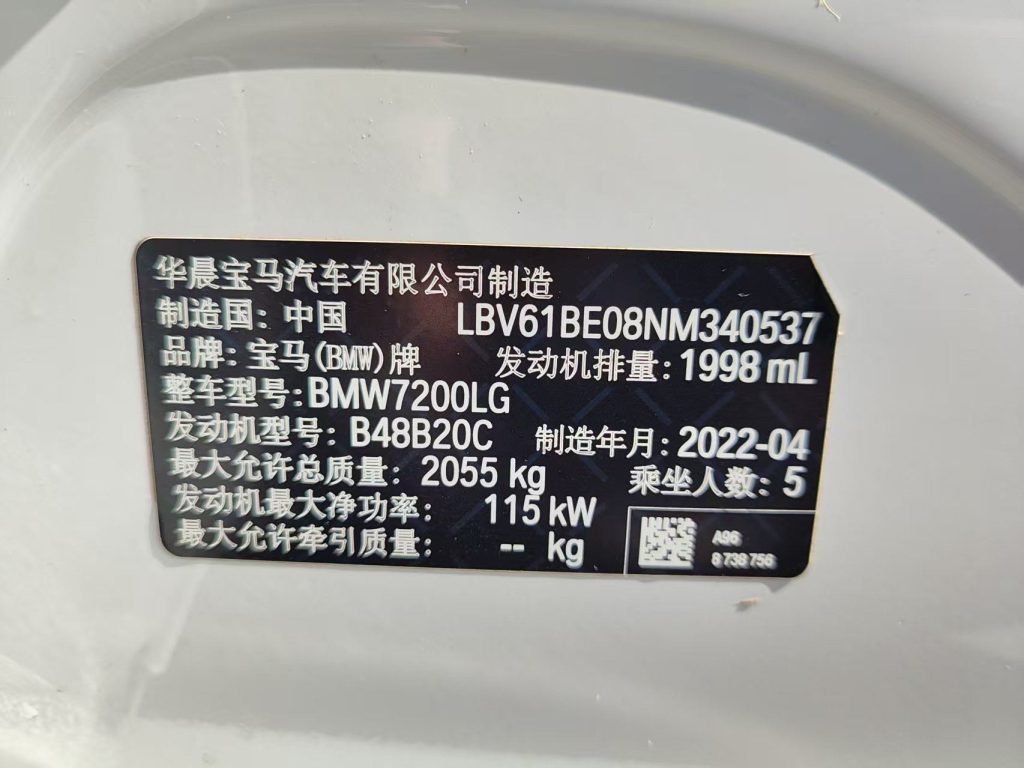 华晨宝马汽车有限公司制造
制造国：中国 LBV61BE08NM340537
品牌：宝马(BMW)牌 发动机排量：1998 mL
整车型号：BMW7200LG
发动机型号：B48B20C 制造年月：2022-04
最大允许总质量：2055 kg 乘坐人数：5
发动机最大净功率：115 kW
最大允许牵引质量：-- kg
A96
8 738 756